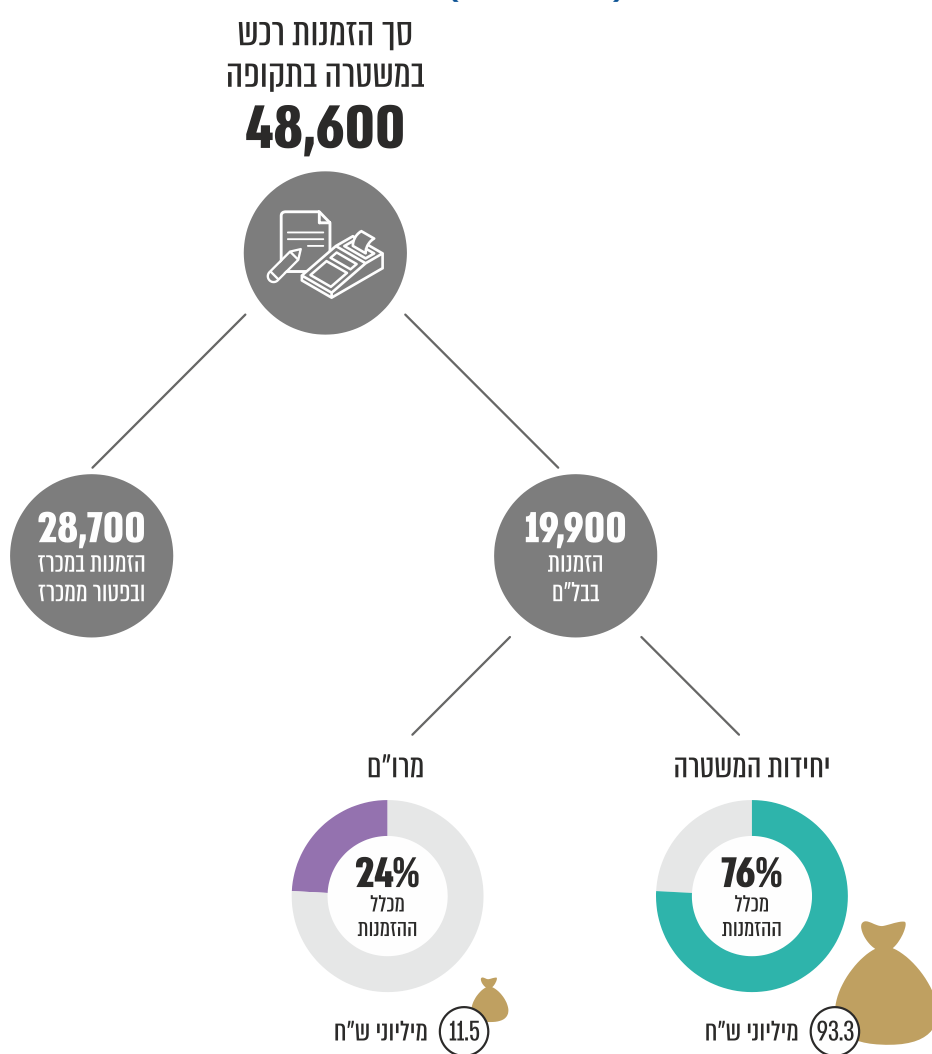 סך הזמנות רכש
במשטרה בתקופה
48,600
28,700
הזמנות במכרז
ובפטור ממכרז
19,900
הזמנות
בבל"ם
יחידות המשטרה
76%
מכלל
ההזמנות
93.3 מיליוני ש"ח
מרו"ם
24%
מכלל
ההזמנות
11.5 מיליוני ש"ח